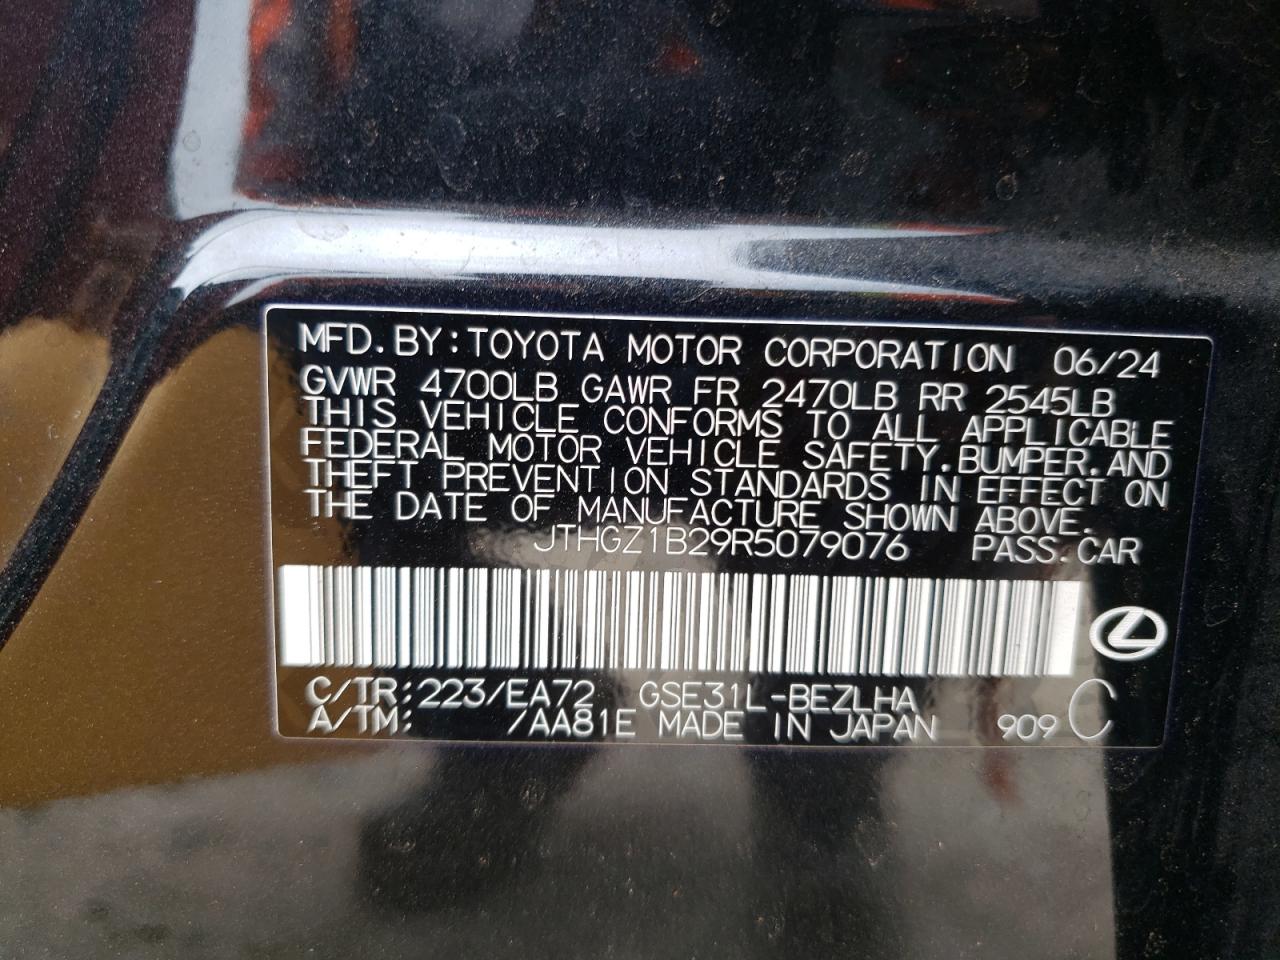 MFD.BY:TOYOTA MOTOR CORPORATION 06/24
GVWR 4700LB GAWR FR 2470LB RR 2545LB
THIS VEHICLE CONFORMS TO ALL APPLICABLE
FEDERAL MOTOR VEHICLE SAFETY,BUMPER,AND
THEFT PREVENTION STANDARDS IN EFFECT ON
THE DATE OF MANUFACTURE SHOWN ABOVE.
JTHGZ1B29R5079076 PASS.CAR
C/TR:223/EA72 GSE31L-BEZLHA
A/TM: /AA81E MADE IN JAPAN 909 C